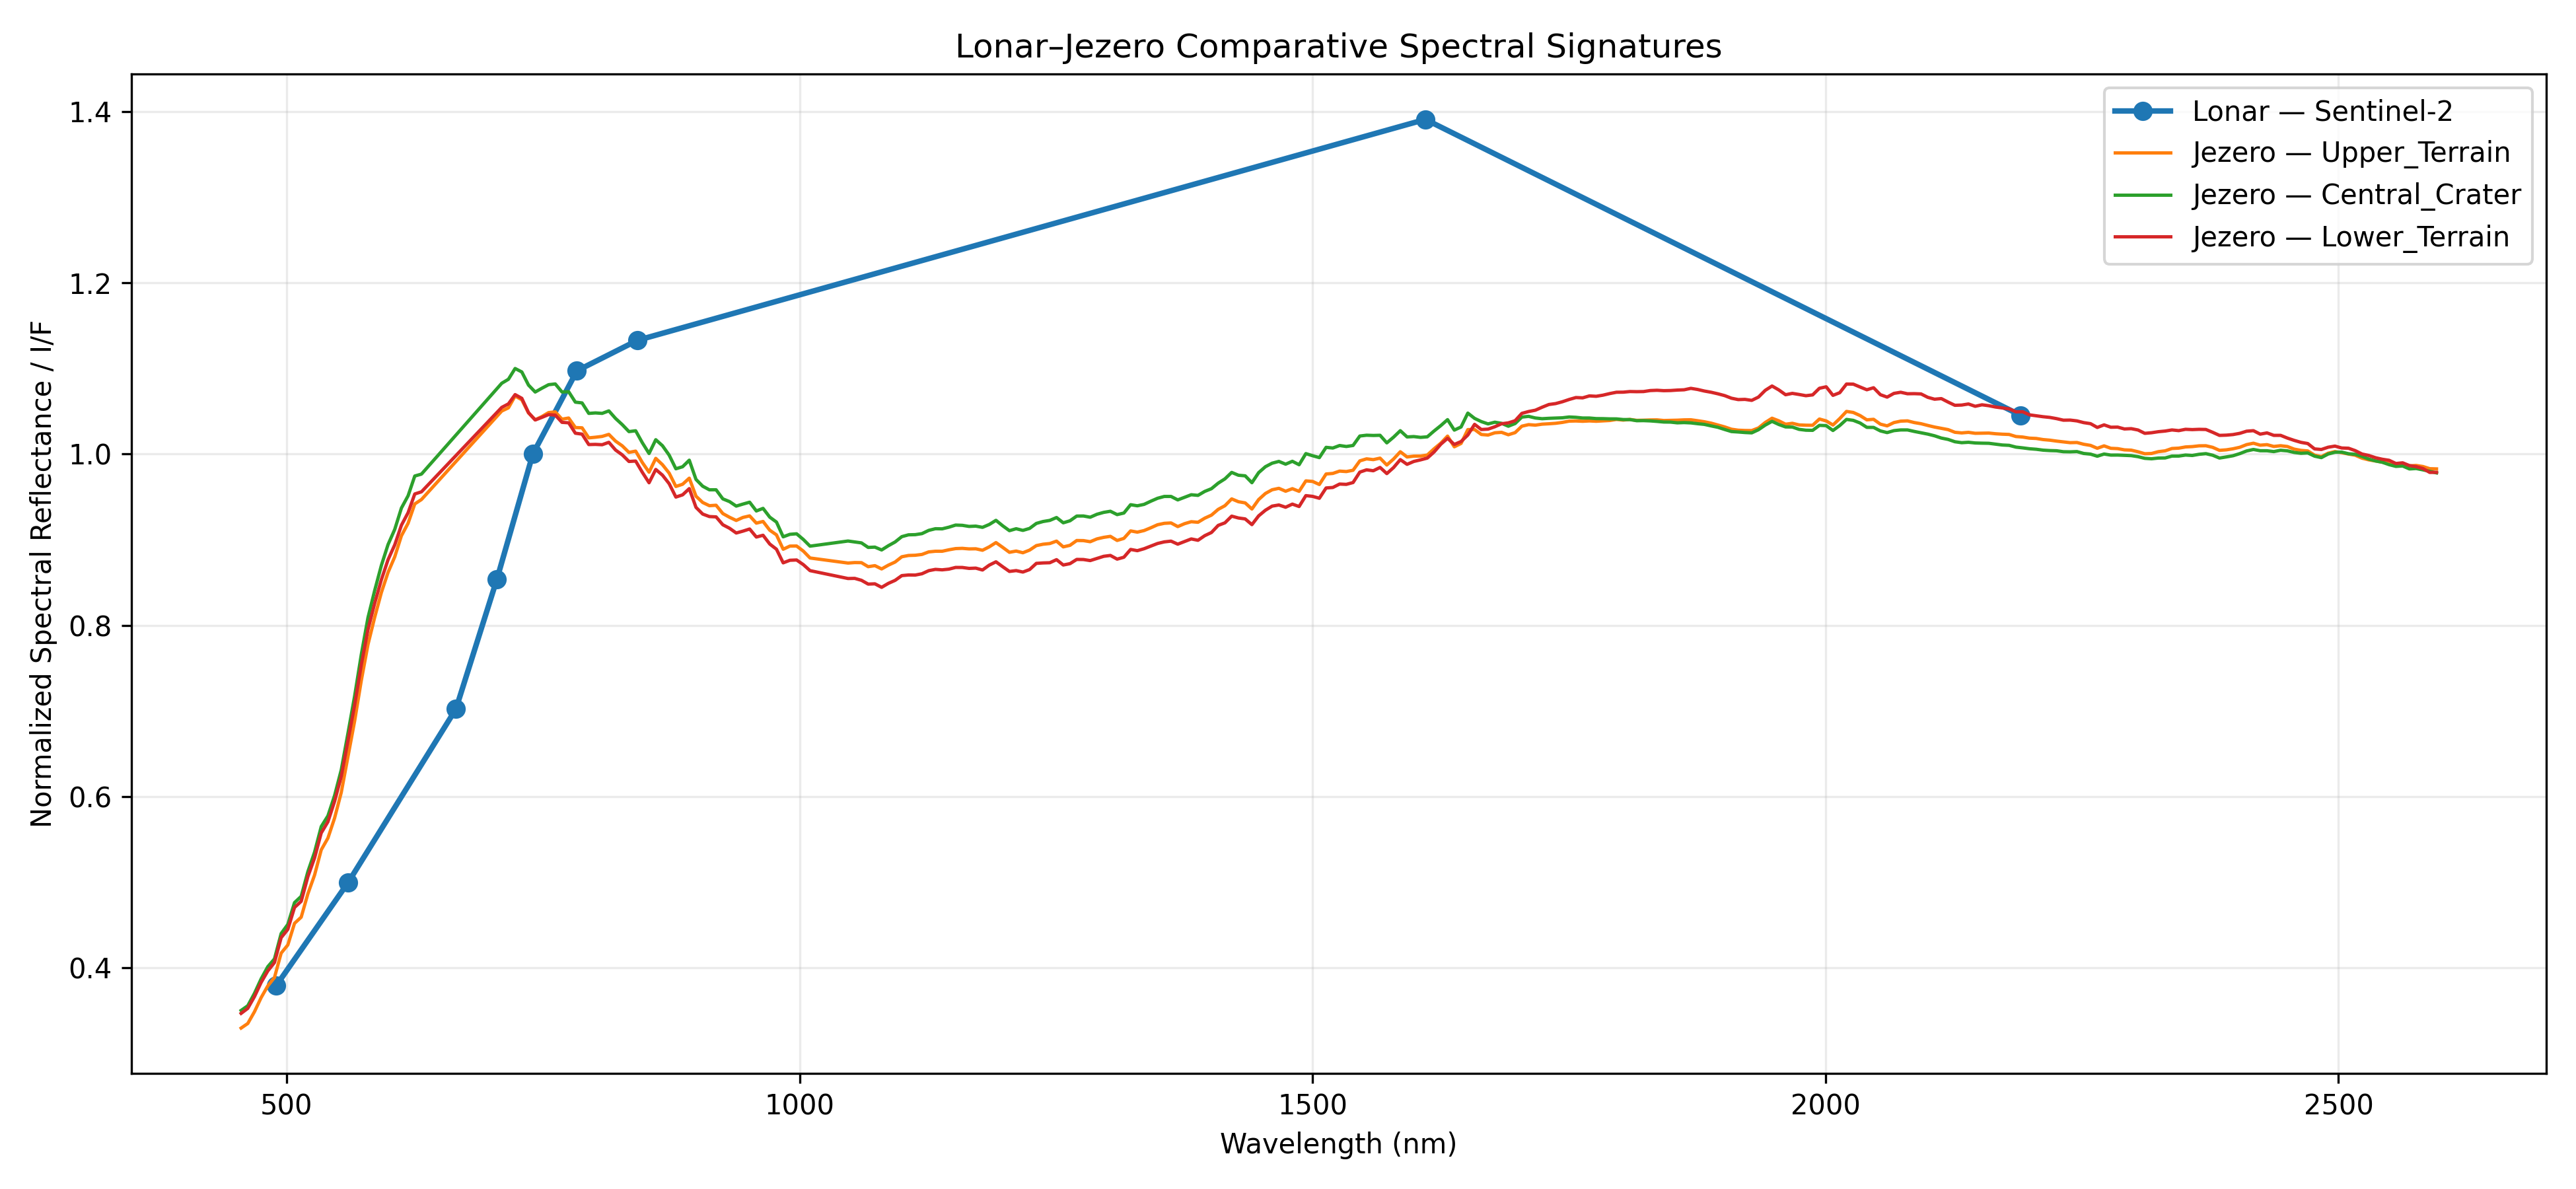 Lonar–Jezero Comparative Spectral Signatures
Normalized Spectral Reflectance / I/F
1.4
1.2
1.0
0.8
0.6
0.4
Lonar — Sentinel-2
Jezero — Upper_Terrain
Jezero — Central_Crater
Jezero — Lower_Terrain
500 1000 1500 2000 2500
Wavelength (nm)